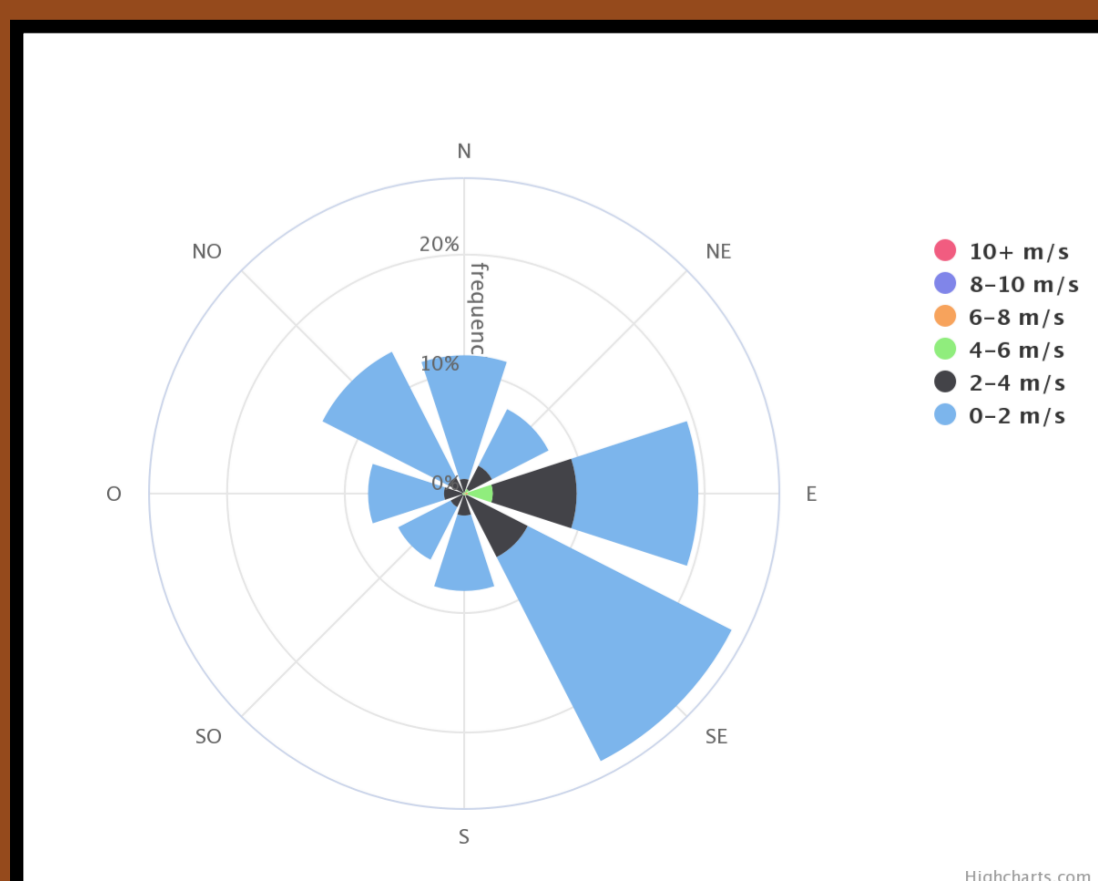 N
NO
NE
20%
frequenc
10%
0%
O
E
SO
SE
S
10+ m/s
8–10 m/s
6–8 m/s
4–6 m/s
2–4 m/s
0–2 m/s
Highcharts.com